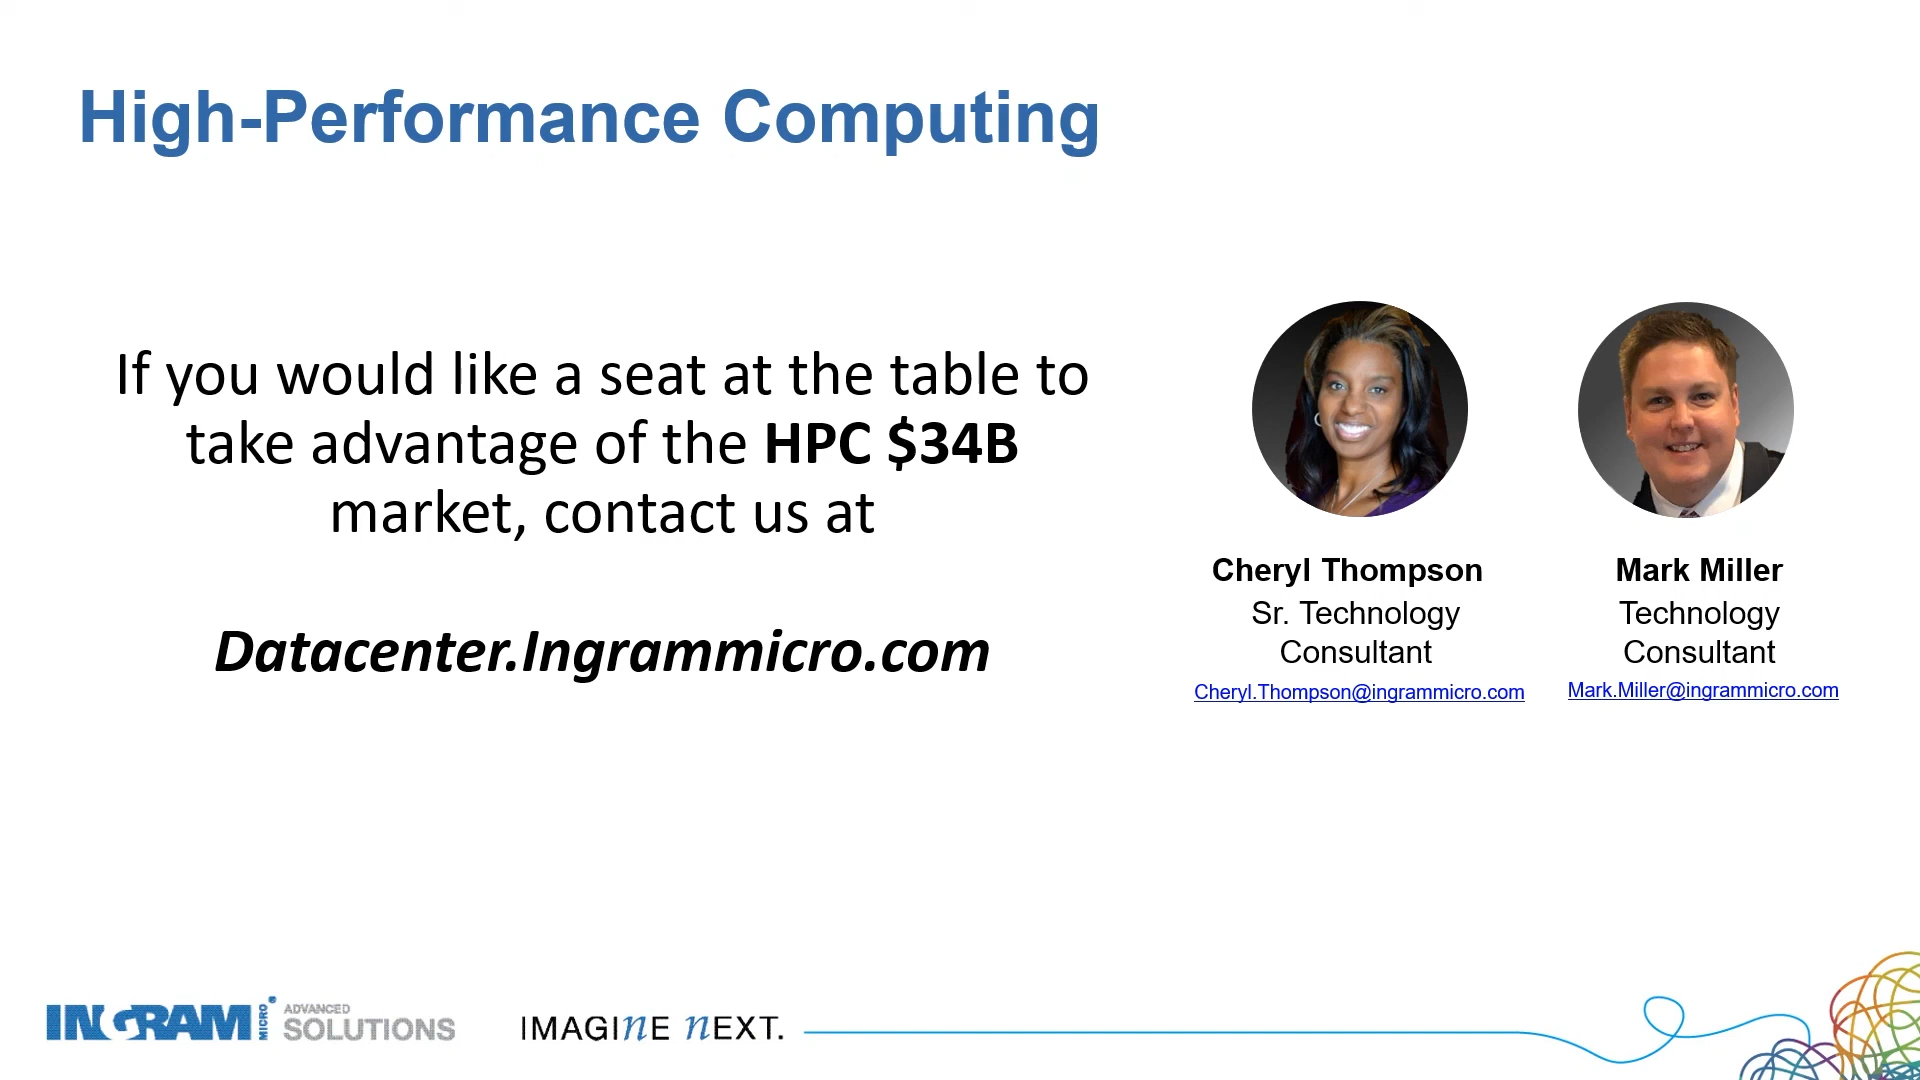 High-Performance Computing
If you would like a seat at the table to
take advantage of the HPC $34B
market, contact us at
Datacenter.Ingrammicro.com
Cheryl Thompson
Sr. Technology
Consultant
Cheryl.Thompson@ingrammicro.com
Mark Miller
Technology
Consultant
Mark.Miller@ingrammicro.com
INGRAM MICRO® ADVANCED
SOLUTIONS
IMAGINE NEXT.